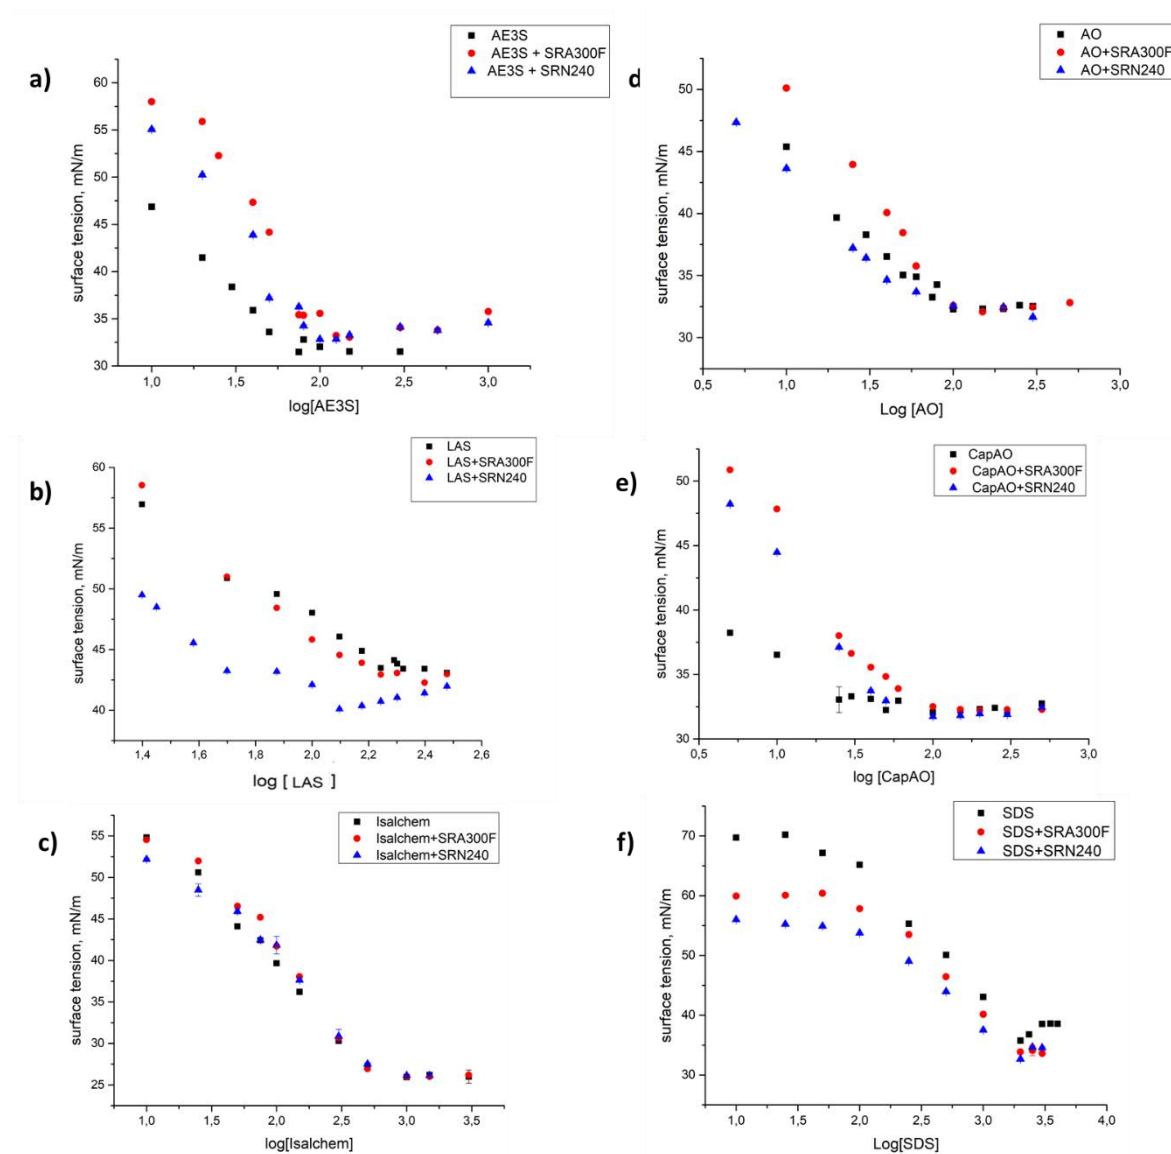 a)
AE3S
AE3S + SRA300F
AE3S + SRN240
surface tension, mN/m
60
55
50
45
40
35
30
1,0 1,5 2,0 2,5 3,0
log[AE3S]
d
AO
AO+SRA300F
AO+SRN240
surface tension, mN/m
50
45
40
35
30
0,5 1,0 1,5 2,0 2,5 3,0
Log [AO]
b)
LAS
LAS+SRA300F
LAS+SRN240
surface tension, mN/m
60
55
50
45
40
1,4 1,6 1,8 2,0 2,2 2,4 2,6
log [ LAS ]
e)
CapAO
CapAO+SRA300F
CapAO+SRN240
surface tension, mN/m
50
45
40
35
30
0,5 1,0 1,5 2,0 2,5 3,0
log [CapAO]
c)
Isalchem
Isalchem+SRA300F
Isalchem+SRN240
surface tension, mN/m
55
50
45
40
35
30
25
1,0 1,5 2,0 2,5 3,0 3,5
log[Isalchem]
f)
SDS
SDS+SRA300F
SDS+SRN240
surface tension, mN/m
70
60
50
40
30
1,0 1,5 2,0 2,5 3,0 3,5 4,0
Log[SDS]